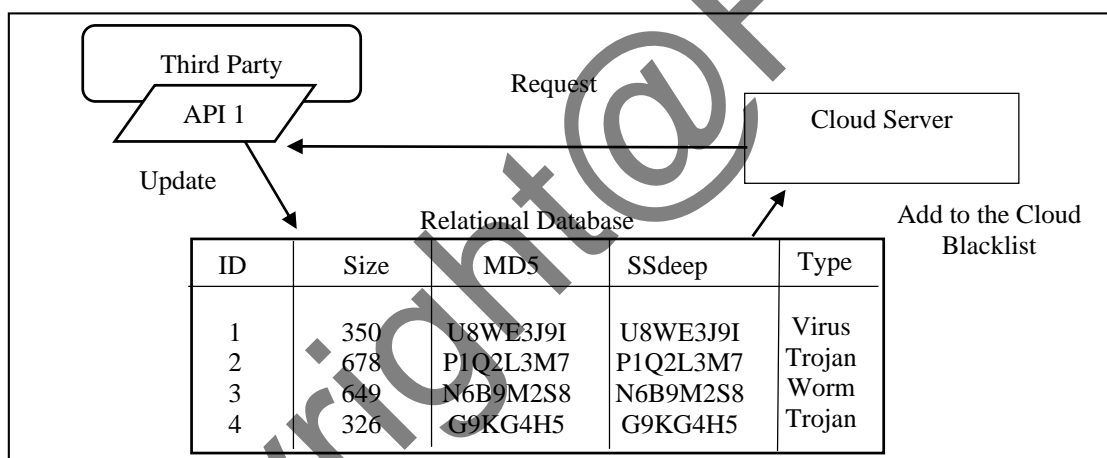 Third Party
API 1
Request
Cloud Server
Update
Relational Database
Add to the Cloud
Blacklist
ID Size MD5 SSdeep Type
1 350 U8WE3J9I U8WE3J9I Virus
2 678 P1Q2L3M7 P1Q2L3M7 Trojan
3 649 N6B9M2S8 N6B9M2S8 Worm
4 326 G9KG4H5 G9KG4H5 Trojan
right@